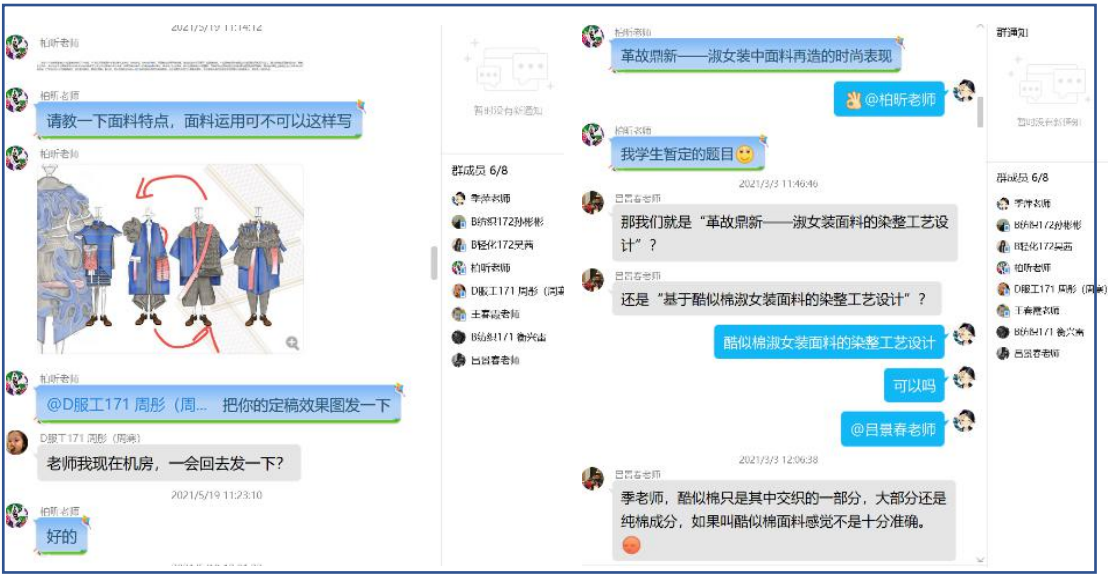 2021/5/19 11:14:12
柏昕老师
柏昕老师
请教一下面料特点，面料运用可不可以这样写
柏昕老师
柏昕老师
@D服工171 周彤（周... 把你的定稿效果图发一下
D服工171 周彤（周寒）
老师我现在机房，一会回去发一下？
2021/5/19 11:23:10
柏昕老师
好的
暂时没有新通知
群成员 6/8
季萍老师
B纺织172孙彬彬
B轻化172吴茜
柏昕老师
D服工171 周彤（周寒
王春霞老师
B纺织171 衡兴雷
吕景春老师
柏昕老师
革故鼎新——淑女装中面料再造的时尚表现
@柏昕老师
柏昕老师
我学生暂定的题目
2021/3/3 11:46:46
吕景春老师
那我们就是“革故鼎新——淑女装面料的染整工艺设
计”？
吕景春老师
还是“基于酷似棉淑女装面料的染整工艺设计”？
酷似棉淑女装面料的染整工艺设计
可以吗
@吕景春老师
2021/3/3 12:06:38
吕景春老师
季老师，酷似棉只是其中交织的一部分，大部分还是
纯棉成分，如果叫酷似棉面料感觉不是十分准确。
群通知
暂时没有新通知
群成员 6/8
季萍老师
B纺织172孙彬彬
B轻化172吴茜
柏昕老师
D服工171 周彤（周寒）
王春霞老师
B纺织171 衡兴雷
吕景春老师